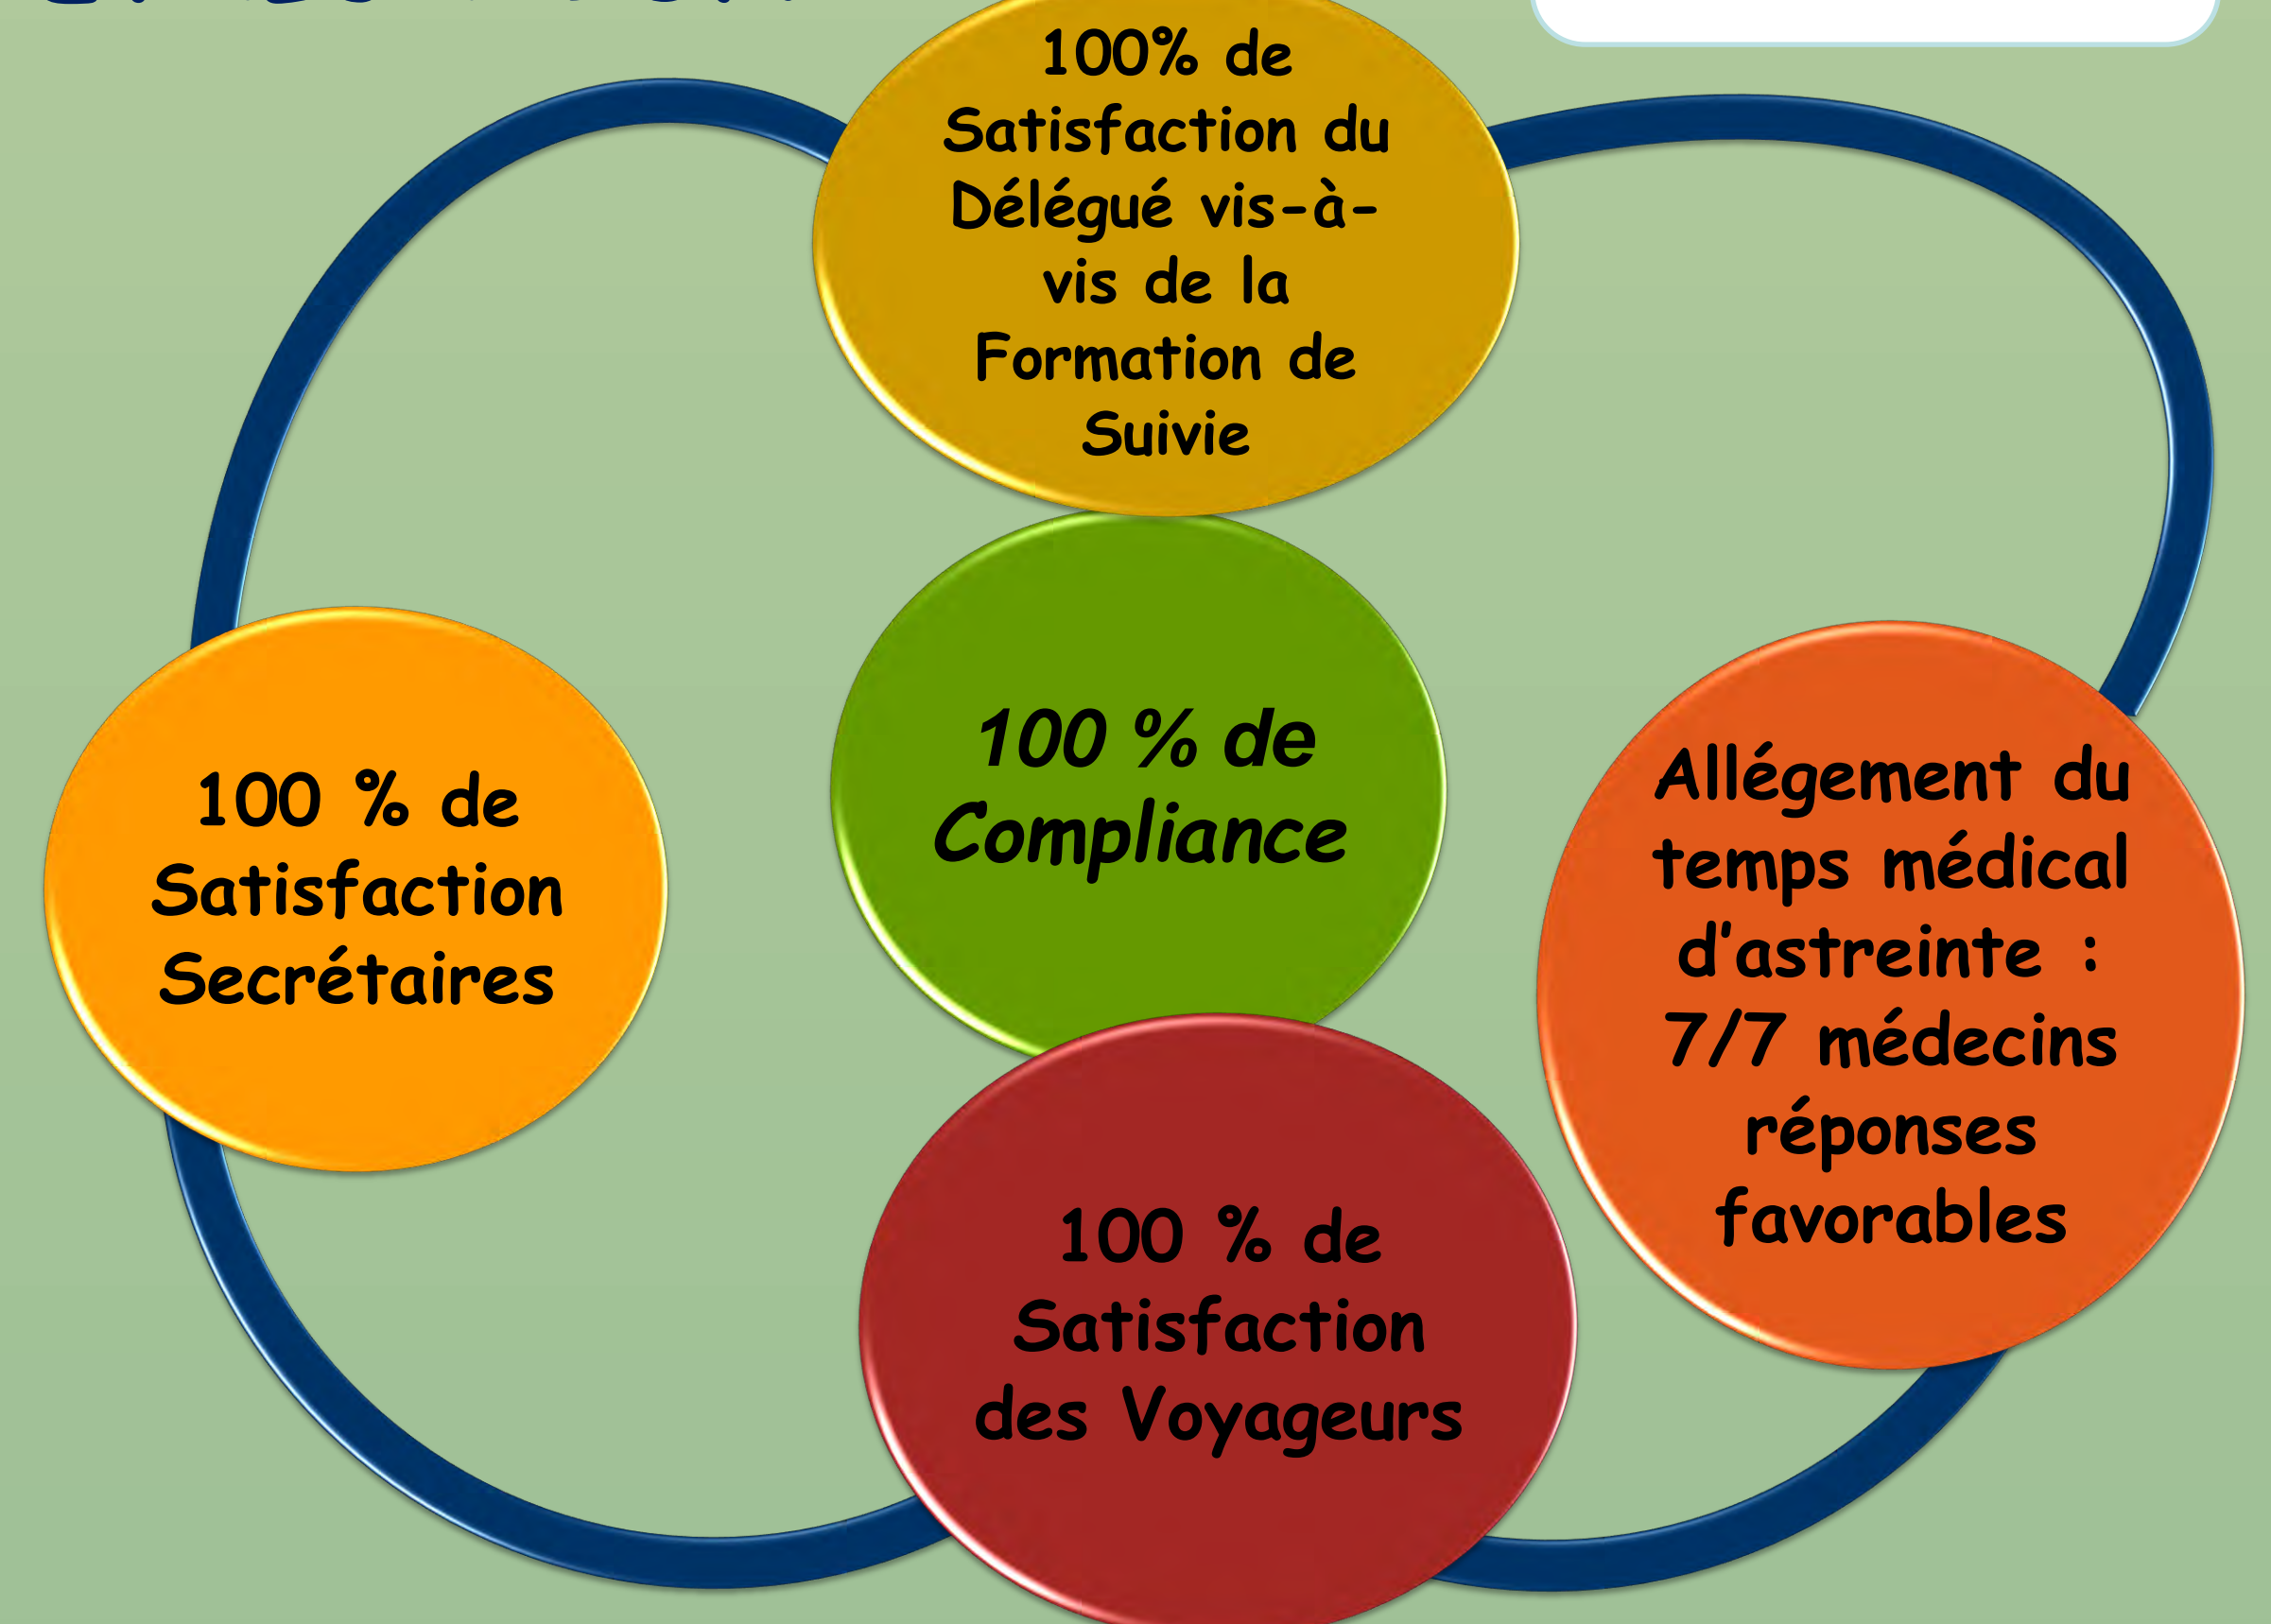 100% de
Satisfaction du
Délégué vis-à-
vis de la
Formation de
Suivie
100 % de
Compliance
100 % de
Satisfaction
Secrétaires
Allégement du
temps médical
d'astreinte :
7/7 médecins
réponses
favorables
100 % de
Satisfaction
des Voyageurs